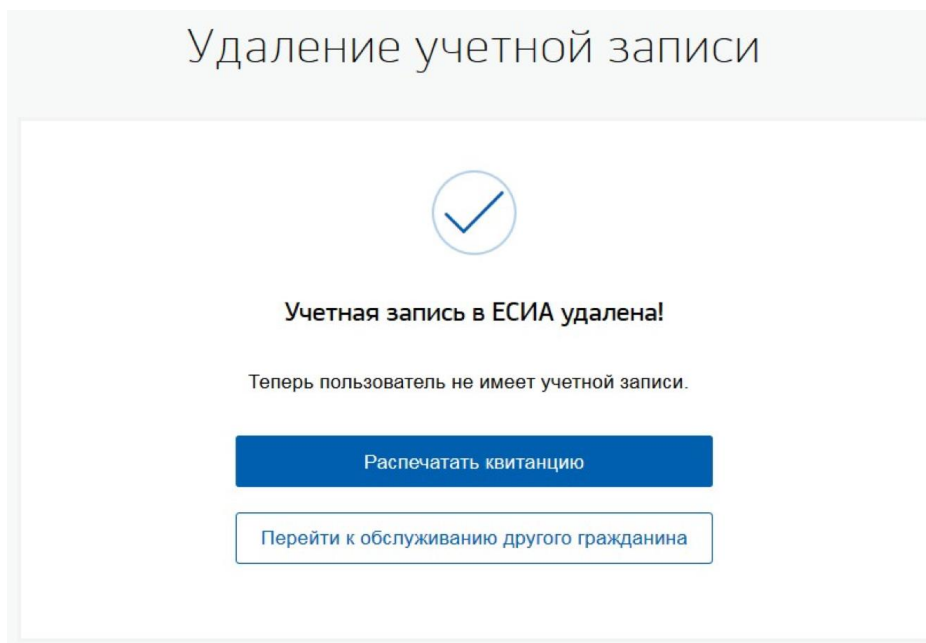 Удаление учетной записи
Учетная запись в ЕСИА удалена!
Теперь пользователь не имеет учетной записи.
Распечатать квитанцию
Перейти к обслуживанию другого гражданина